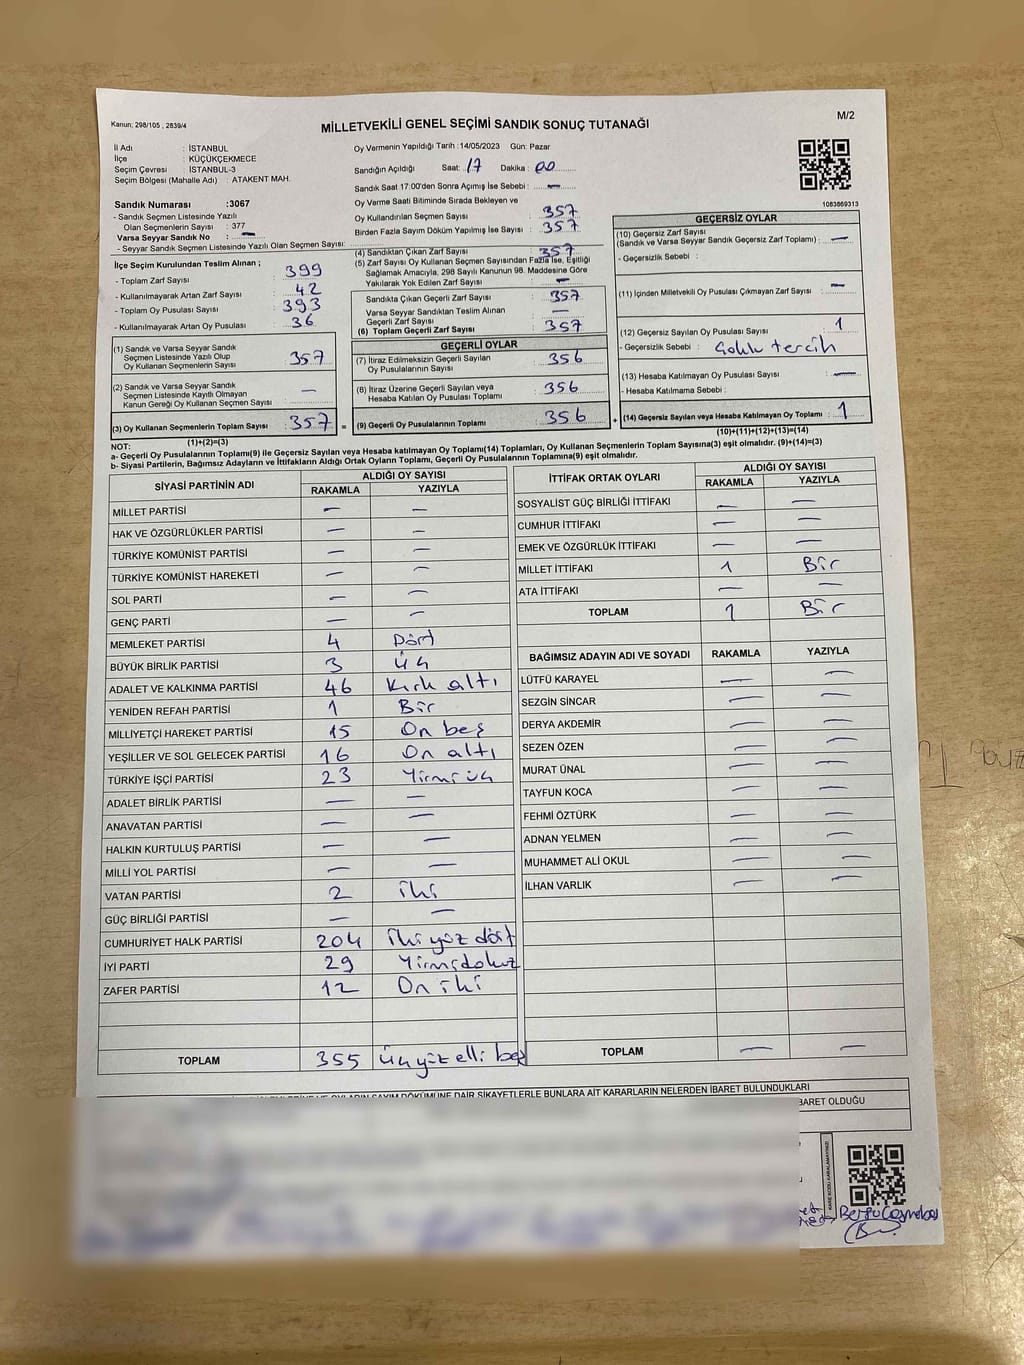 Kanun; 298/105 , 2839/4
MİLLETVEKİLİ GENEL SEÇİMİ SANDIK SONUÇ TUTANAĞI
M/2
İl Adı : İSTANBUL
İlçe : KÜÇÜKÇEKMECE
Seçim Çevresi : İSTANBUL-3
Seçim Bölgesi (Mahalle Adı) : ATAKENT MAH.
Sandık Numarası :3067
- Sandık Seçmen Listesinde Yazılı
Olan Seçmenlerin Sayısı : 377
Varsa Seyyar Sandık No : —
- Seyyar Sandık Seçmen Listesinde Yazılı Olan Seçmen Sayısı:
Oy Vermenin Yapıldığı Tarih :14/05/2023 Gün: Pazar
Sandığın Açıldığı Saat: 17 Dakika : 00
Sandık Saat 17:00'den Sonra Açımış İse Sebebi : —
Oy Verme Saati Bitiminde Sırada Bekleyen ve
Oy Kullandırılan Seçmen Sayısı : 357
Birden Fazla Sayım Döküm Yapılmış İse Sayısı : 357
1083869313
İlçe Seçim Kurulundan Teslim Alınan ;
- Toplam Zarf Sayısı : 399
- Kullanılmayarak Artan Zarf Sayısı : 42
- Toplam Oy Pusulası Sayısı : 393
- Kullanılmayarak Artan Oy Pusulası : 36
(1) Sandık ve Varsa Seyyar Sandık
Seçmen Listesinde Yazılı Olup
Oy Kullanan Seçmen Sayısı : 357
(2) Sandık ve Varsa Seyyar Sandık
Seçmen Listesinde Kayıtlı Olmayan
Kanun Gereği Oy Kullanan Seçmen Sayısı : —
(3) Oy Kullanan Seçmenlerin Toplam Sayısı : 357
(1)+(2)=(3)
(4) Sandıktan Çıkan Zarf Sayısı : 357
(5) Zarf Sayısı Oy Kullanan Seçmen Sayısından Fazla İse, Eşitliği
Sağlamak Amacıyla, 298 Sayılı Kanunun 98. Maddesine Göre
Yakılarak Yok Edilen Zarf Sayısı : —
Sandıkta Çıkan Geçerli Zarf Sayısı : 357
Varsa Seyyar Sandıktan Teslim Alınan
Geçerli Zarf Sayısı : —
(6) Toplam Geçerli Zarf Sayısı : 357
GEÇERLİ OYLAR
(7) İtiraz Edilmeksizin Geçerli Sayılan
Oy Pusulalarının Sayısı : 356
(8) İtiraz Üzerine Geçerli Sayılan veya
Hesaba Katılan Oy Pusulası Toplamı : 356
= (9) Geçerli Oy Pusulalarının Toplamı : 356
GEÇERSİZ OYLAR
(10) Geçersiz Zarf Sayısı
(Sandık ve Varsa Seyyar Sandık Geçersiz Zarf Toplamı) : —
- Geçersizlik Sebebi :
(11) İçinden Milletvekili Oy Pusulası Çıkmayan Zarf Sayısı : —
(12) Geçersiz Sayılan Oy Pusulası Sayısı : 1
- Geçersizlik Sebebi : Çoklu tercih
(13) Hesaba Katılmayan Oy Pusulası Sayısı : —
- Hesaba Katılmama Sebebi :
+ (14) Geçersiz Sayılan veya Hesaba Katılmayan Oy Toplamı : 1
(10)+(11)+(12)+(13)=(14)
NOT:
a- Geçerli Oy Pusulalarının Toplamı(9) ile Geçersiz Sayılan veya Hesaba katılmayan Oy Toplamı(14) Toplamları, Oy Kullanan Seçmenlerin Toplam Sayısına(3) eşit olmalıdır. (9)+(14)=(3)
b- Siyasi Partilerin, Bağımsız Adayların ve İttifakların Aldığı Ortak Oyların Toplamı, Geçerli Oy Pusulalarının Toplamına(9) eşit olmalıdır.
SİYASİ PARTİNİN ADI ALDIĞI OY SAYISI
RAKAMLA YAZIYLA
MİLLET PARTİSİ — —
HAK VE ÖZGÜRLÜKLER PARTİSİ — —
TÜRKİYE KOMÜNİST PARTİSİ — —
TÜRKİYE KOMÜNİST HAREKETİ — —
SOL PARTİ — —
GENÇ PARTİ — —
MEMLEKET PARTİSİ 4 Dört
BÜYÜK BİRLİK PARTİSİ 3 Üç
ADALET VE KALKINMA PARTİSİ 46 Kırk altı
YENİDEN REFAH PARTİSİ 1 Bir
MİLLİYETÇİ HAREKET PARTİSİ 15 On beş
YEŞİLLER VE SOL GELECEK PARTİSİ 16 On altı
TÜRKİYE İŞÇİ PARTİSİ 23 Yirmi üç
ADALET BİRLİK PARTİSİ — —
ANAVATAN PARTİSİ — —
HALKIN KURTULUŞ PARTİSİ — —
MİLLİ YOL PARTİSİ — —
VATAN PARTİSİ 2 İki
GÜÇ BİRLİĞİ PARTİSİ — —
CUMHURİYET HALK PARTİSİ 204 İki yüz dört
İYİ PARTİ 29 Yirmi dokuz
ZAFER PARTİSİ 12 On iki
TOPLAM 355 Üç yüz elli beş
İTTİFAK ORTAK OYLARI ALDIĞI OY SAYISI
RAKAMLA YAZIYLA
SOSYALİST GÜÇ BİRLİĞİ İTTİFAKI — —
CUMHUR İTTİFAKI — —
EMEK VE ÖZGÜRLÜK İTTİFAKI — —
MİLLET İTTİFAKI 1 Bir
ATA İTTİFAKI — —
TOPLAM 1 Bir
BAĞIMSIZ ADAYIN ADI VE SOYADI RAKAMLA YAZIYLA
LÜTFÜ KARAYEL — —
SEZGİN SİNCAR — —
DERYA AKDEMİR — —
SEZEN ÖZEN — —
MURAT ÜNAL — —
TAYFUN KOCA — —
FEHMİ ÖZTÜRK — —
ADNAN YELMEN — —
MUHAMMET ALİ OKUL — —
İLHAN VARLIK — —
TOPLAM — —
DÖKÜMÜNE DAİR ŞİKAYETLERLE BUNLARA AİT KARARLARIN NELERDEN İBARET BULUNDUKLARI
BARET OLDUĞU